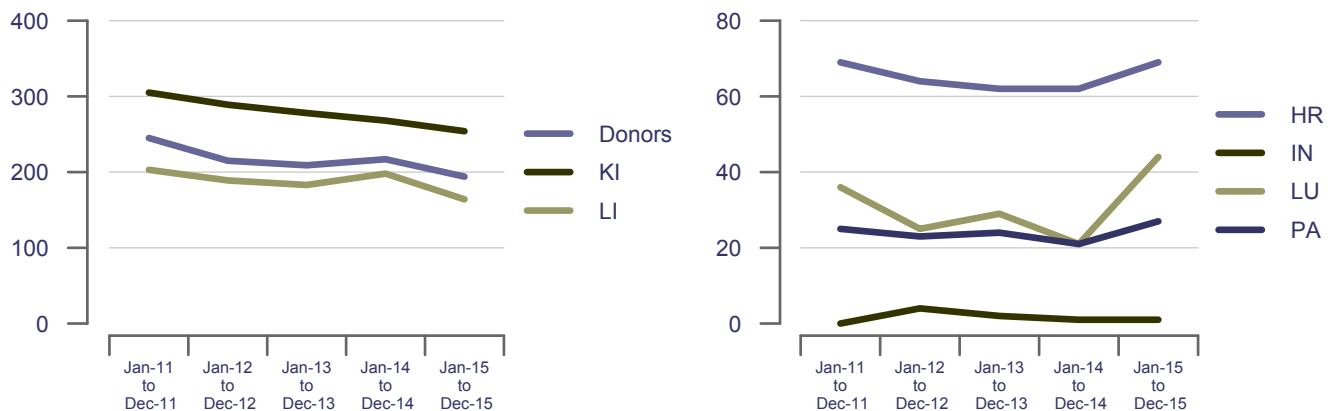 400
300
200
100
0
Jan-11
to
Dec-11
Jan-12
to
Dec-12
Jan-13
to
Dec-13
Jan-14
to
Dec-14
Jan-15
to
Dec-15
Donors
KI
LI
80
60
40
20
0
Jan-11
to
Dec-11
Jan-12
to
Dec-12
Jan-13
to
Dec-13
Jan-14
to
Dec-14
Jan-15
to
Dec-15
HR
IN
LU
PA